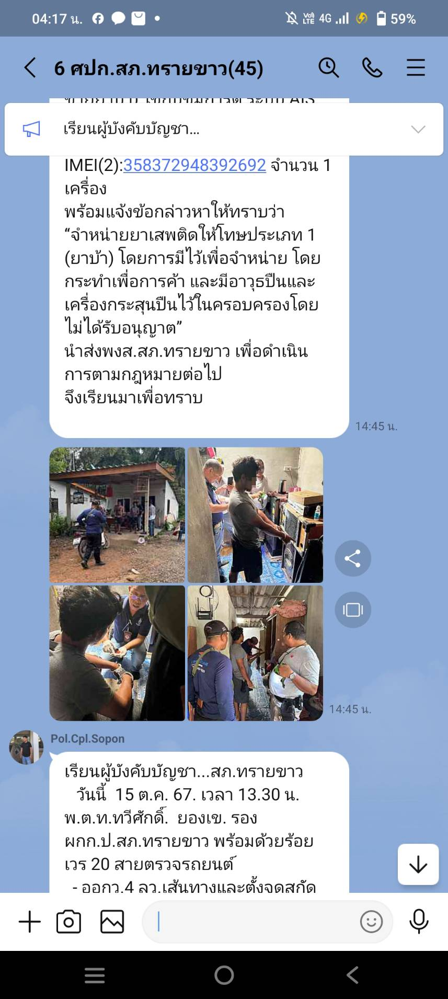 04:17 น.
4G
59%
6 ศปก.สภ.ทรายขาว(45)
เรียนผู้บังคับบัญชา...
IMEI(2):358372948392692 จำนวน 1
เครื่อง
พร้อมแจ้งข้อกล่าวหาให้ทราบว่า
“จำหน่ายยาเสพติดให้โทษประเภท 1
(ยาบ้า) โดยการมีไว้เพื่อจำหน่าย โดย
กระทำเพื่อการค้า และมีอาวุธปืนและ
เครื่องกระสุนปืนไว้ในครอบครองโดย
ไม่ได้รับอนุญาต”
นำส่งพงส.สภ.ทรายขาว เพื่อดำเนิน
การตามกฎหมายต่อไป
จึงเรียนมาเพื่อทราบ
14:45 น.
14:45 น.
Pol.Cpl.Sopon
เรียนผู้บังคับบัญชา...สภ.ทรายขาว
วันนี้ 15 ต.ค. 67. เวลา 13.30 น.
พ.ต.ท.ทวีศักดิ์. ยองเข. รอง
ผกก.ป.สภ.ทรายขาว พร้อมด้วยร้อย
เวร 20 สายตรวจรถยนต์
- ออกว.4 ลว.เส้นทางและตั้งจุดสกัด